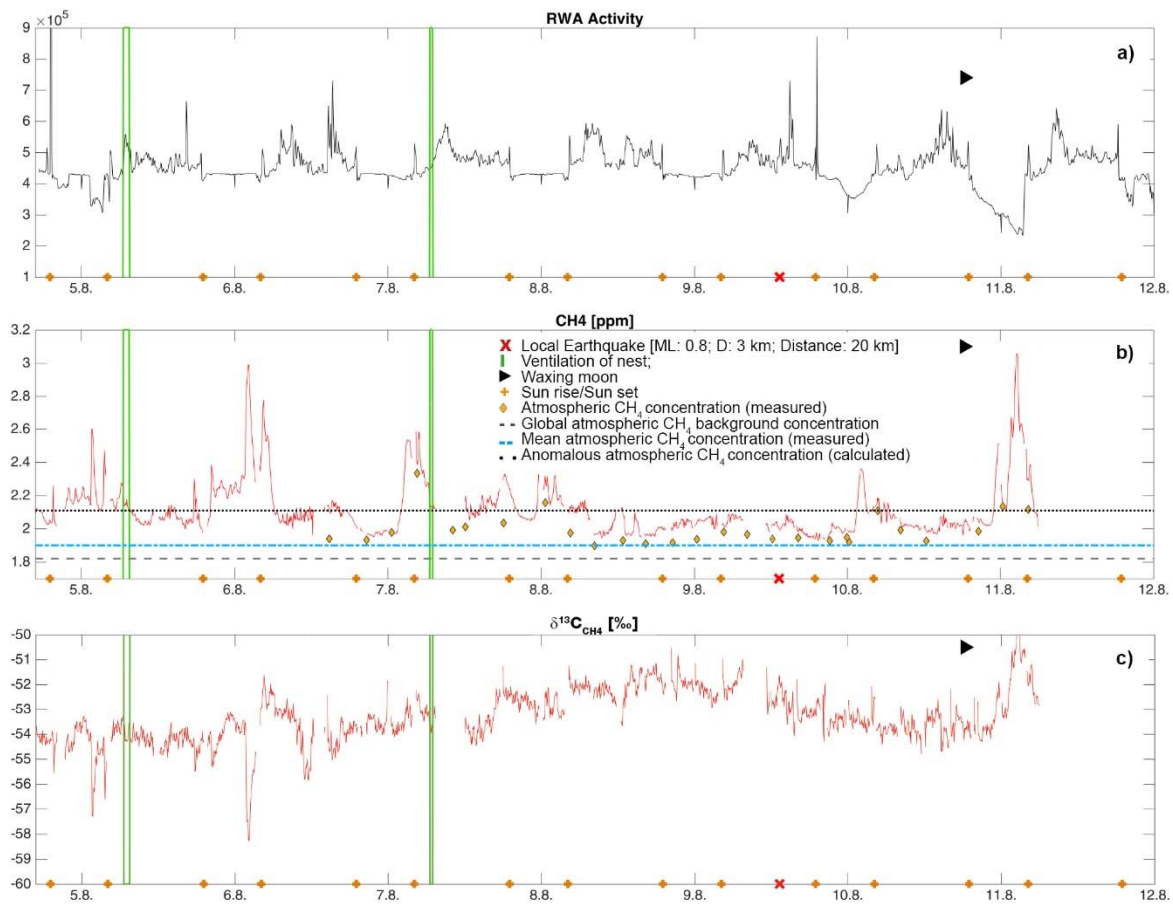 RWA Activity
×10⁵
a)
9
8
7
6
5
4
3
2
1
5.8. 6.8. 7.8. 8.8. 9.8. 10.8. 11.8. 12.8.
CH4 [ppm]
b)
3.2
3
2.8
2.6
2.4
2.2
2
1.8
Local Earthquake [ML: 0.8; D: 3 km; Distance: 20 km]
Ventilation of nest;
Waxing moon
Sun rise/Sun set
Atmospheric CH₄ concentration (measured)
Global atmospheric CH₄ background concentration
Mean atmospheric CH₄ concentration (measured)
Anomalous atmospheric CH₄ concentration (calculated)
5.8. 6.8. 7.8. 8.8. 9.8. 10.8. 11.8. 12.8.
δ¹³C_CH4 [‰]
c)
-50
-51
-52
-53
-54
-55
-56
-57
-58
-59
-60
5.8. 6.8. 7.8. 8.8. 9.8. 10.8. 11.8. 12.8.